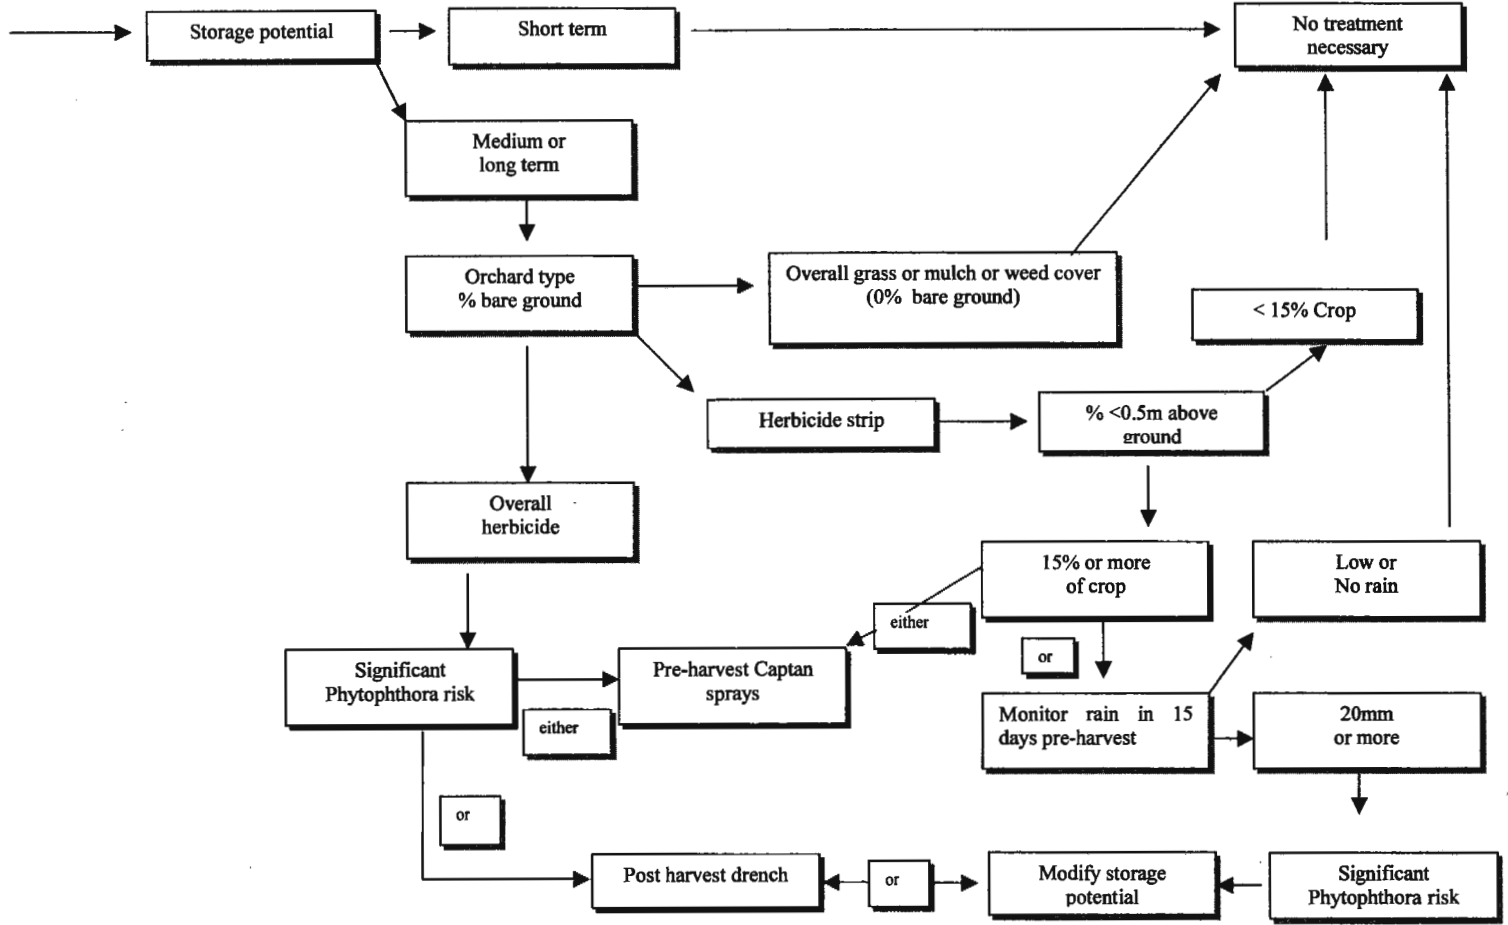 Storage potential
Short term
No treatment
necessary
Medium or
long term
Orchard type
% bare ground
Overall grass or mulch or weed cover
(0% bare ground)
< 15% Crop
Herbicide strip
% <0.5m above
ground
Overall
herbicide
15% or more
of crop
Low or
No rain
either
or
Significant
Phytophthora risk
Pre-harvest Captan
sprays
either
Monitor rain in 15
days pre-harvest
20mm
or more
or
Post harvest drench
or
Modify storage
potential
Significant
Phytophthora risk